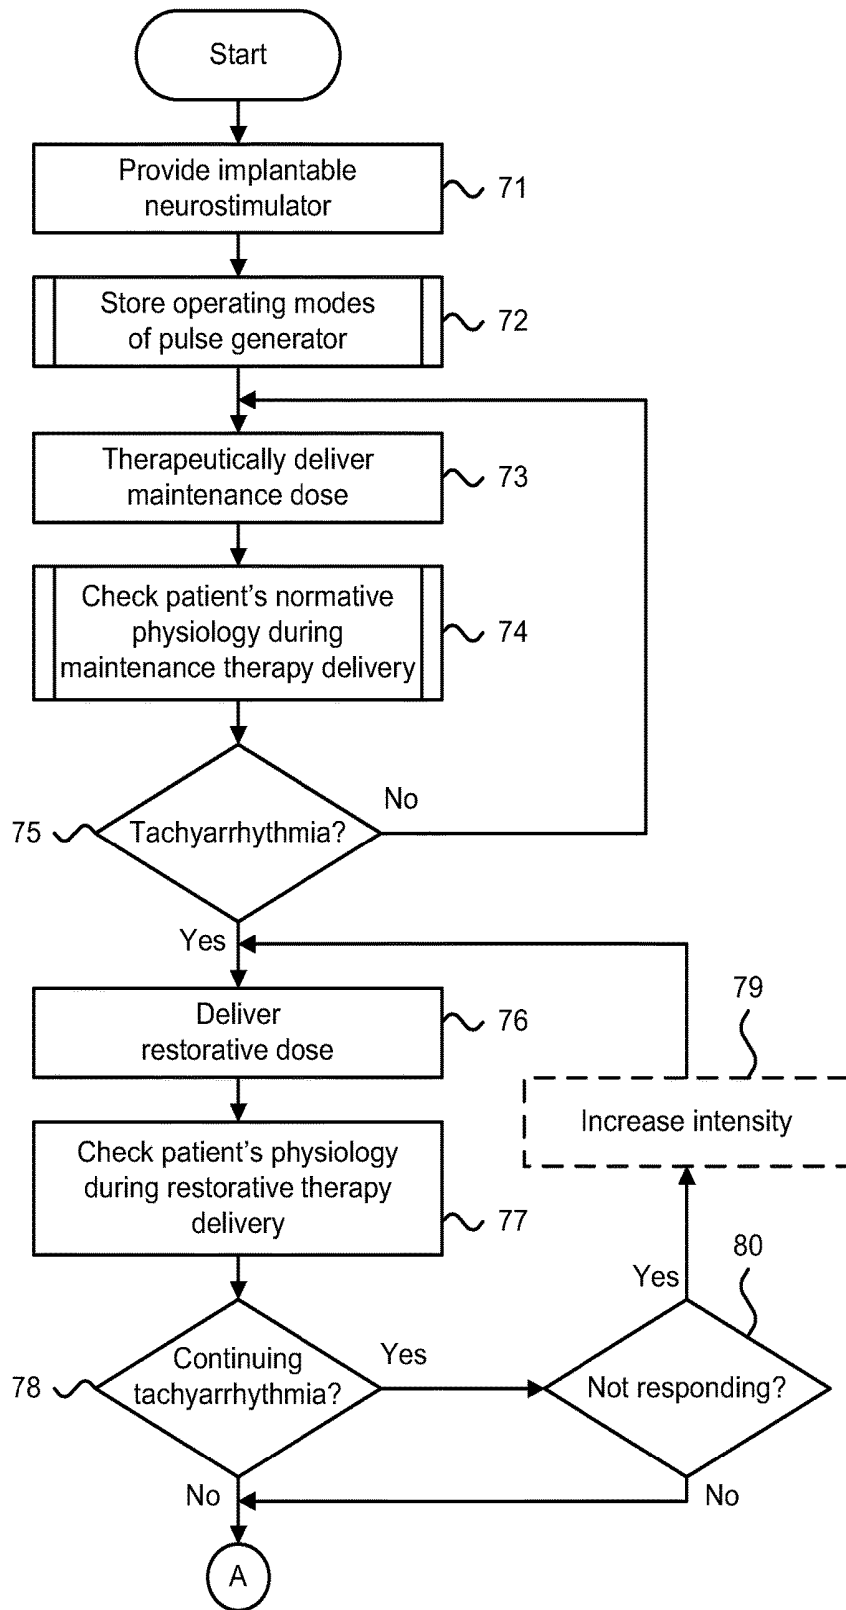 Start
Provide implantable
neurostimulator
71
Store operating modes
of pulse generator
72
Therapeutically deliver
maintenance dose
73
Check patient's normative
physiology during
maintenance therapy delivery
74
75
Tachyarrhythmia?
No
Yes
Deliver
restorative dose
76
79
Increase intensity
Check patient's physiology
during restorative therapy
delivery
77
80
Yes
78
Continuing
tachyarrhythmia?
Yes
Not responding?
No
No
A